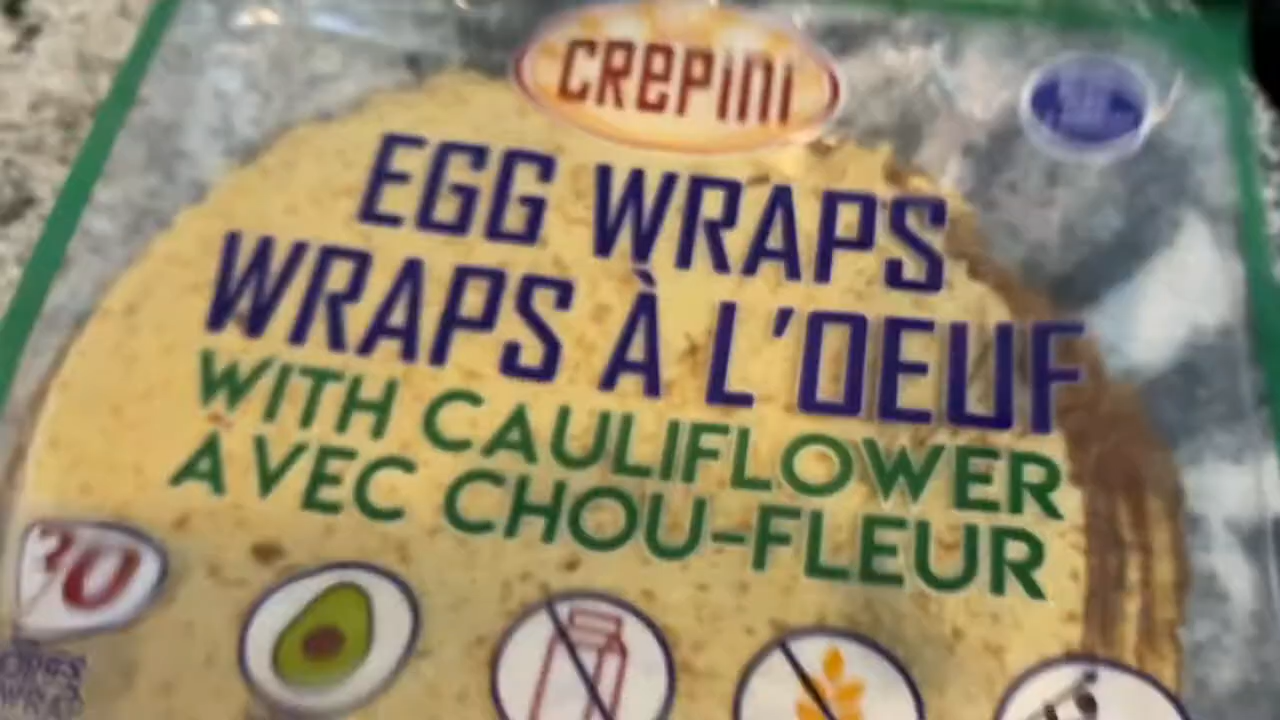 CRePiNi
EGG WRAPS
WRAPS À L'OEUF
WITH CAULIFLOWER
AVEC CHOU-FLEUR